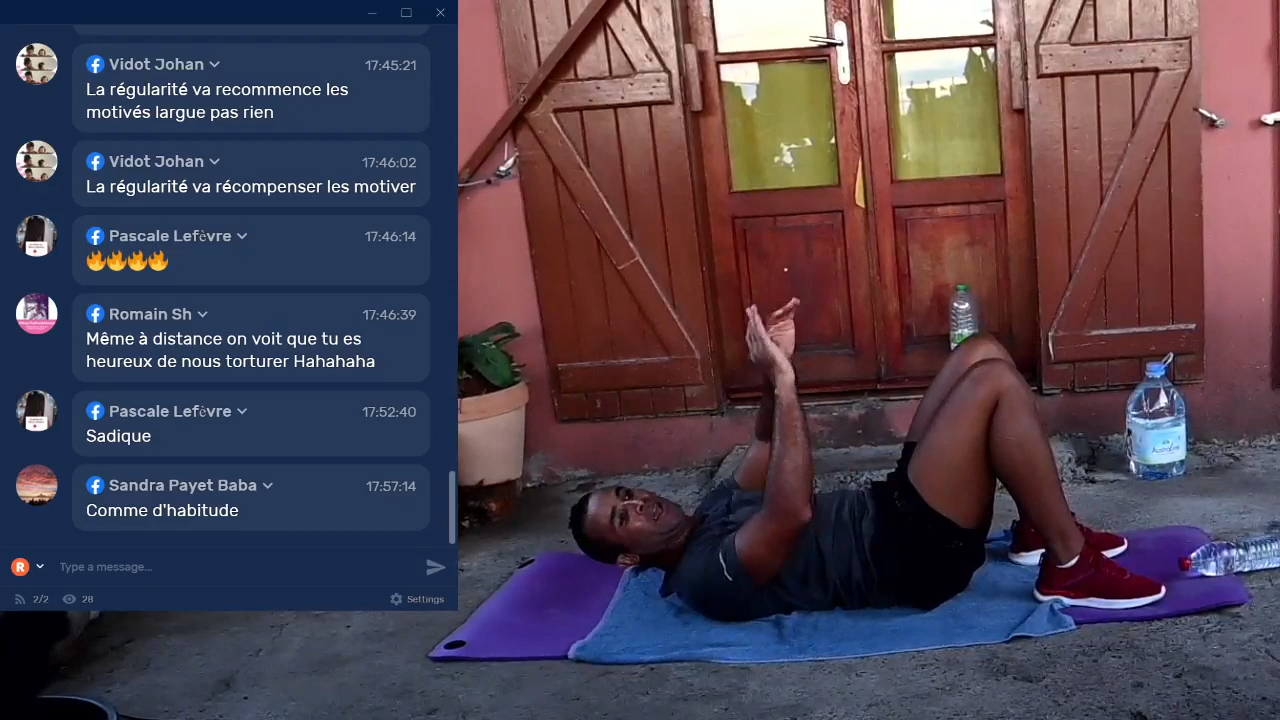 Vidot Johan 17:45:21
La régularité va recommence les
motivés largue pas rien
Vidot Johan 17:46:02
La régularité va récompenser les motiver
Pascale Lefèvre 17:46:14
🔥🔥🔥🔥
Romain Sh 17:46:39
Même à distance on voit que tu es
heureux de nous torturer Hahahaha
Pascale Lefèvre 17:52:40
Sadique
Sandra Payet Baba 17:57:14
Comme d'habitude
R
Type a message...
2/2 28 Settings